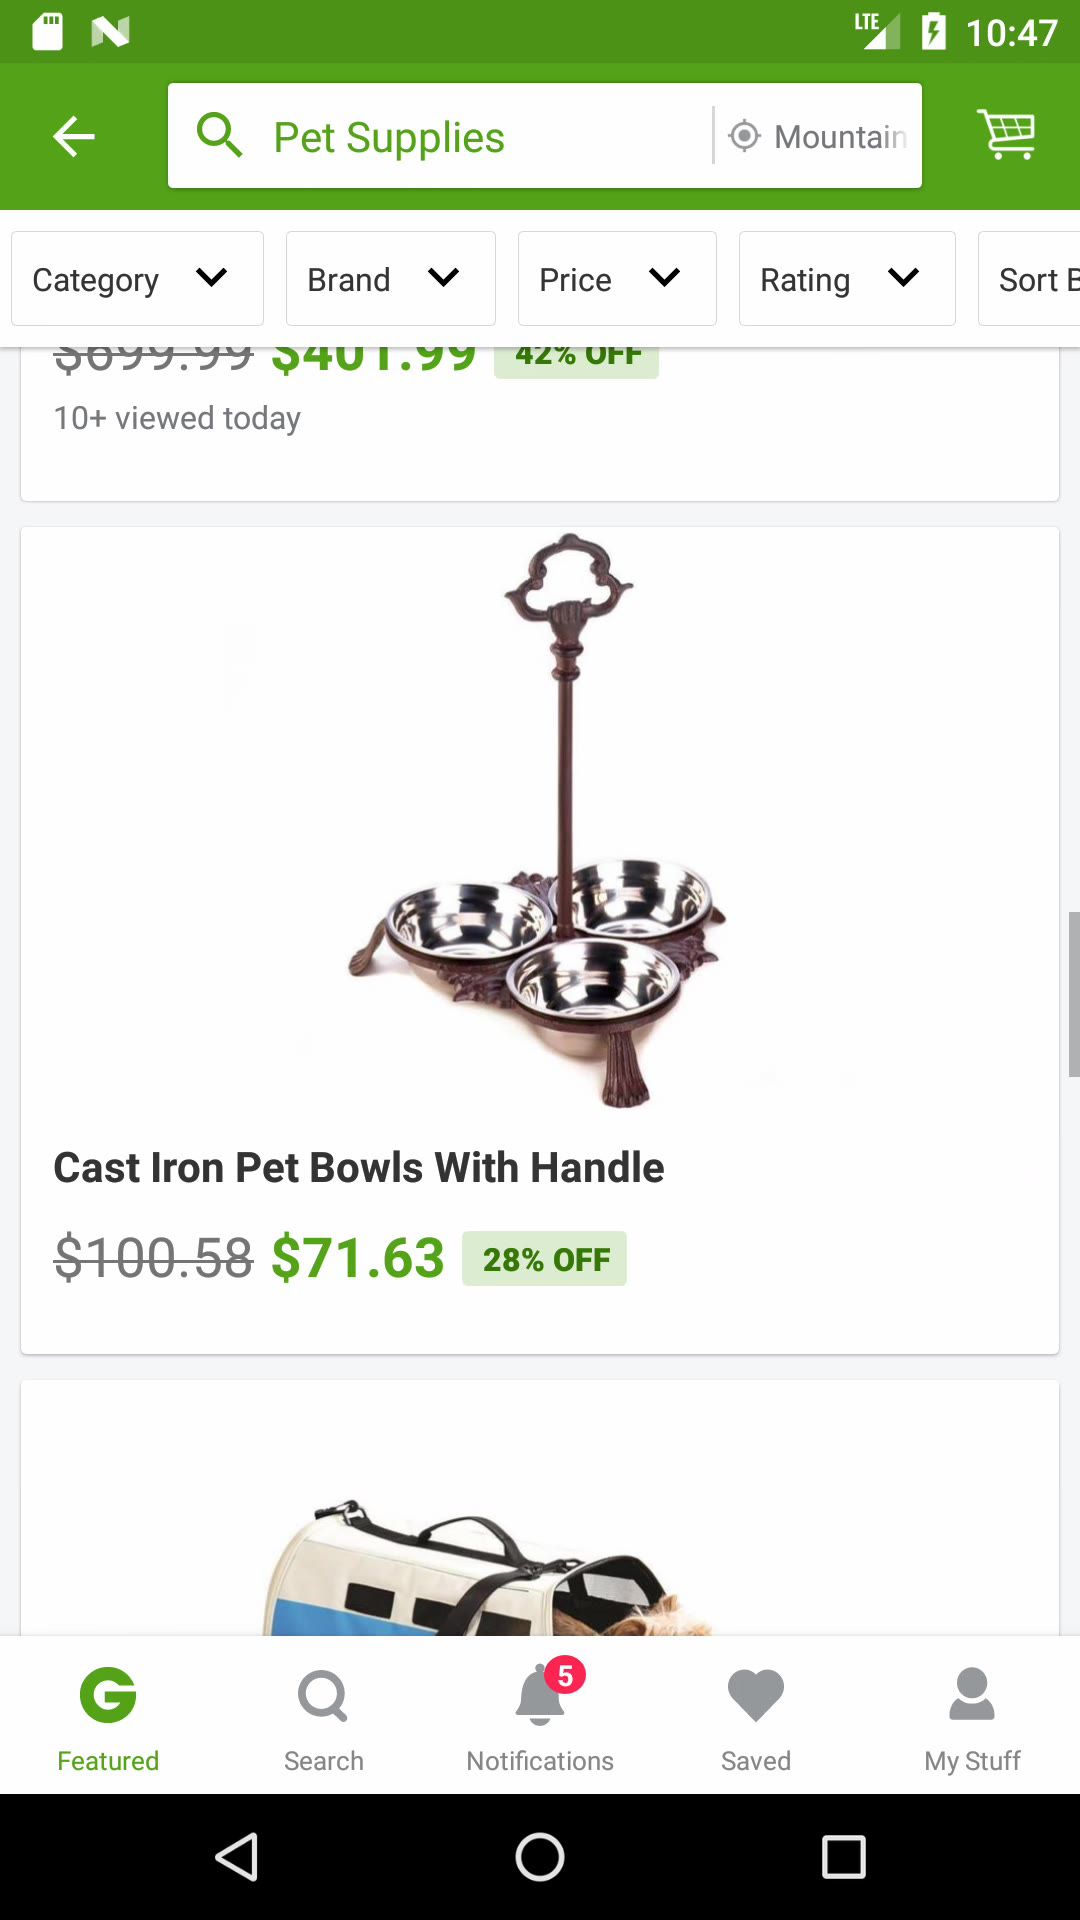 LTE 10:47
Pet Supplies Mountain
Category Brand Price Rating Sort B
$699.99 $401.99 42% OFF
10+ viewed today
Cast Iron Pet Bowls With Handle
$100.58 $71.63 28% OFF
5
Featured Search Notifications Saved My Stuff